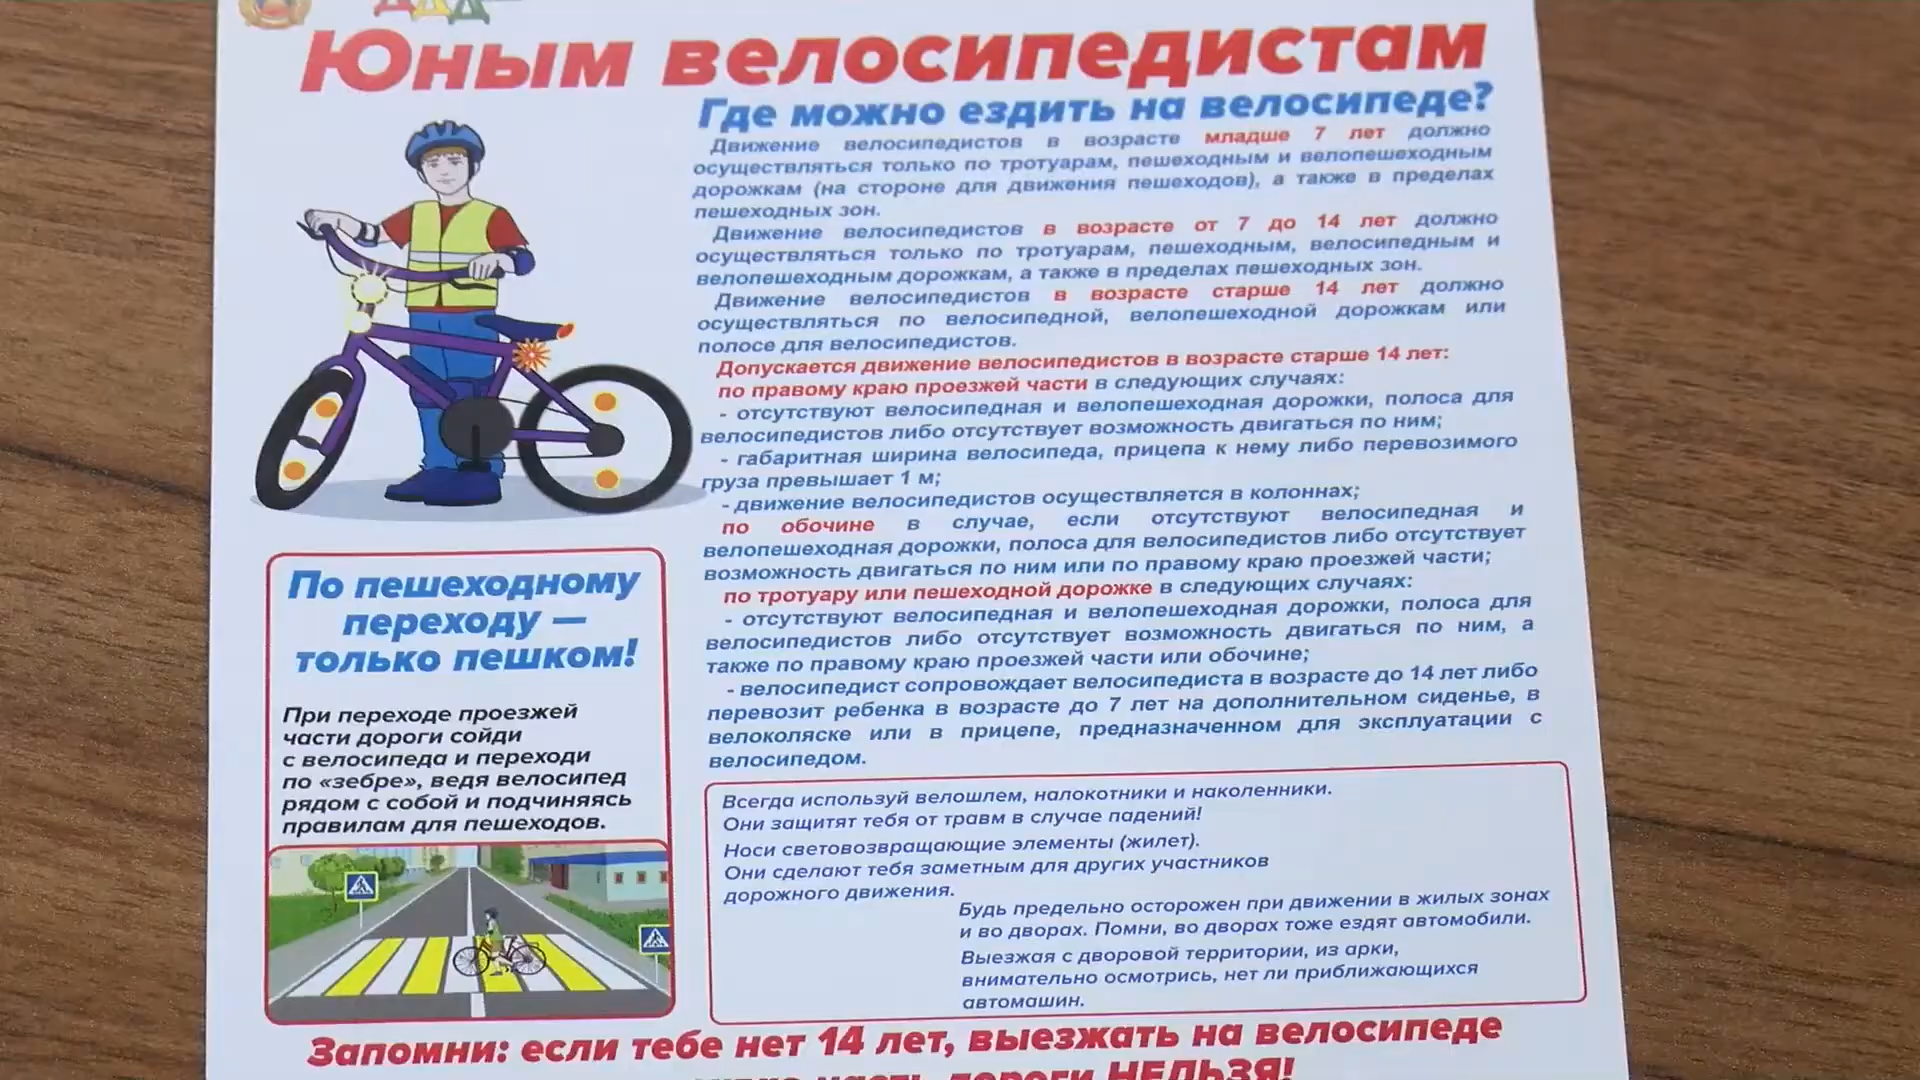 Юным велосипедистам
Где можно ездить на велосипеде?
Движение велосипедистов в возрасте младше 7 лет должно
осуществляться только по тротуарам, пешеходным и велопешеходным
дорожкам (на стороне для движения пешеходов), а также в пределах
пешеходных зон.
Движение велосипедистов в возрасте от 7 до 14 лет должно
осуществляться только по тротуарам, пешеходным, велосипедным и
велопешеходным дорожкам, а также в пределах пешеходных зон.
Движение велосипедистов в возрасте старше 14 лет должно
осуществляться по велосипедной, велопешеходной дорожкам или
полосе для велосипедистов.
Допускается движение велосипедистов в возрасте старше 14 лет:
по правому краю проезжей части в следующих случаях:
- отсутствуют велосипедная и велопешеходная дорожки, полоса для
велосипедистов либо отсутствует возможность двигаться по ним;
- габаритная ширина велосипеда, прицепа к нему либо перевозимого
груза превышает 1 м;
- движение велосипедистов осуществляется в колоннах;
по обочине в случае, если отсутствуют велосипедная и
велопешеходная дорожки, полоса для велосипедистов либо отсутствует
возможность двигаться по ним или по правому краю проезжей части;
по тротуару или пешеходной дорожке в следующих случаях:
- отсутствуют велосипедная и велопешеходная дорожки, полоса для
велосипедистов либо отсутствует возможность двигаться по ним, а
также по правому краю проезжей части или обочине;
- велосипедист сопровождает велосипедиста в возрасте до 14 лет либо
перевозит ребенка в возрасте до 7 лет на дополнительном сиденье, в
велоколяске или в прицепе, предназначенном для эксплуатации с
велосипедом.
По пешеходному
переходу —
только пешком!
При переходе проезжей
части дороги сойди
с велосипеда и переходи
по «зебре», ведя велосипед
рядом с собой и подчиняясь
правилам для пешеходов.
Всегда используй велошлем, налокотники и наколенники.
Они защитят тебя от травм в случае падений!
Носи световозвращающие элементы (жилет).
Они сделают тебя заметным для других участников
дорожного движения.
Будь предельно осторожен при движении в жилых зонах
и во дворах. Помни, во дворах тоже ездят автомобили.
Выезжая с дворовой территории, из арки,
внимательно осмотрись, нет ли приближающихся
автомашин.
Запомни: если тебе нет 14 лет, выезжать на велосипеде
часть дороги НЕЛЬЗЯ!